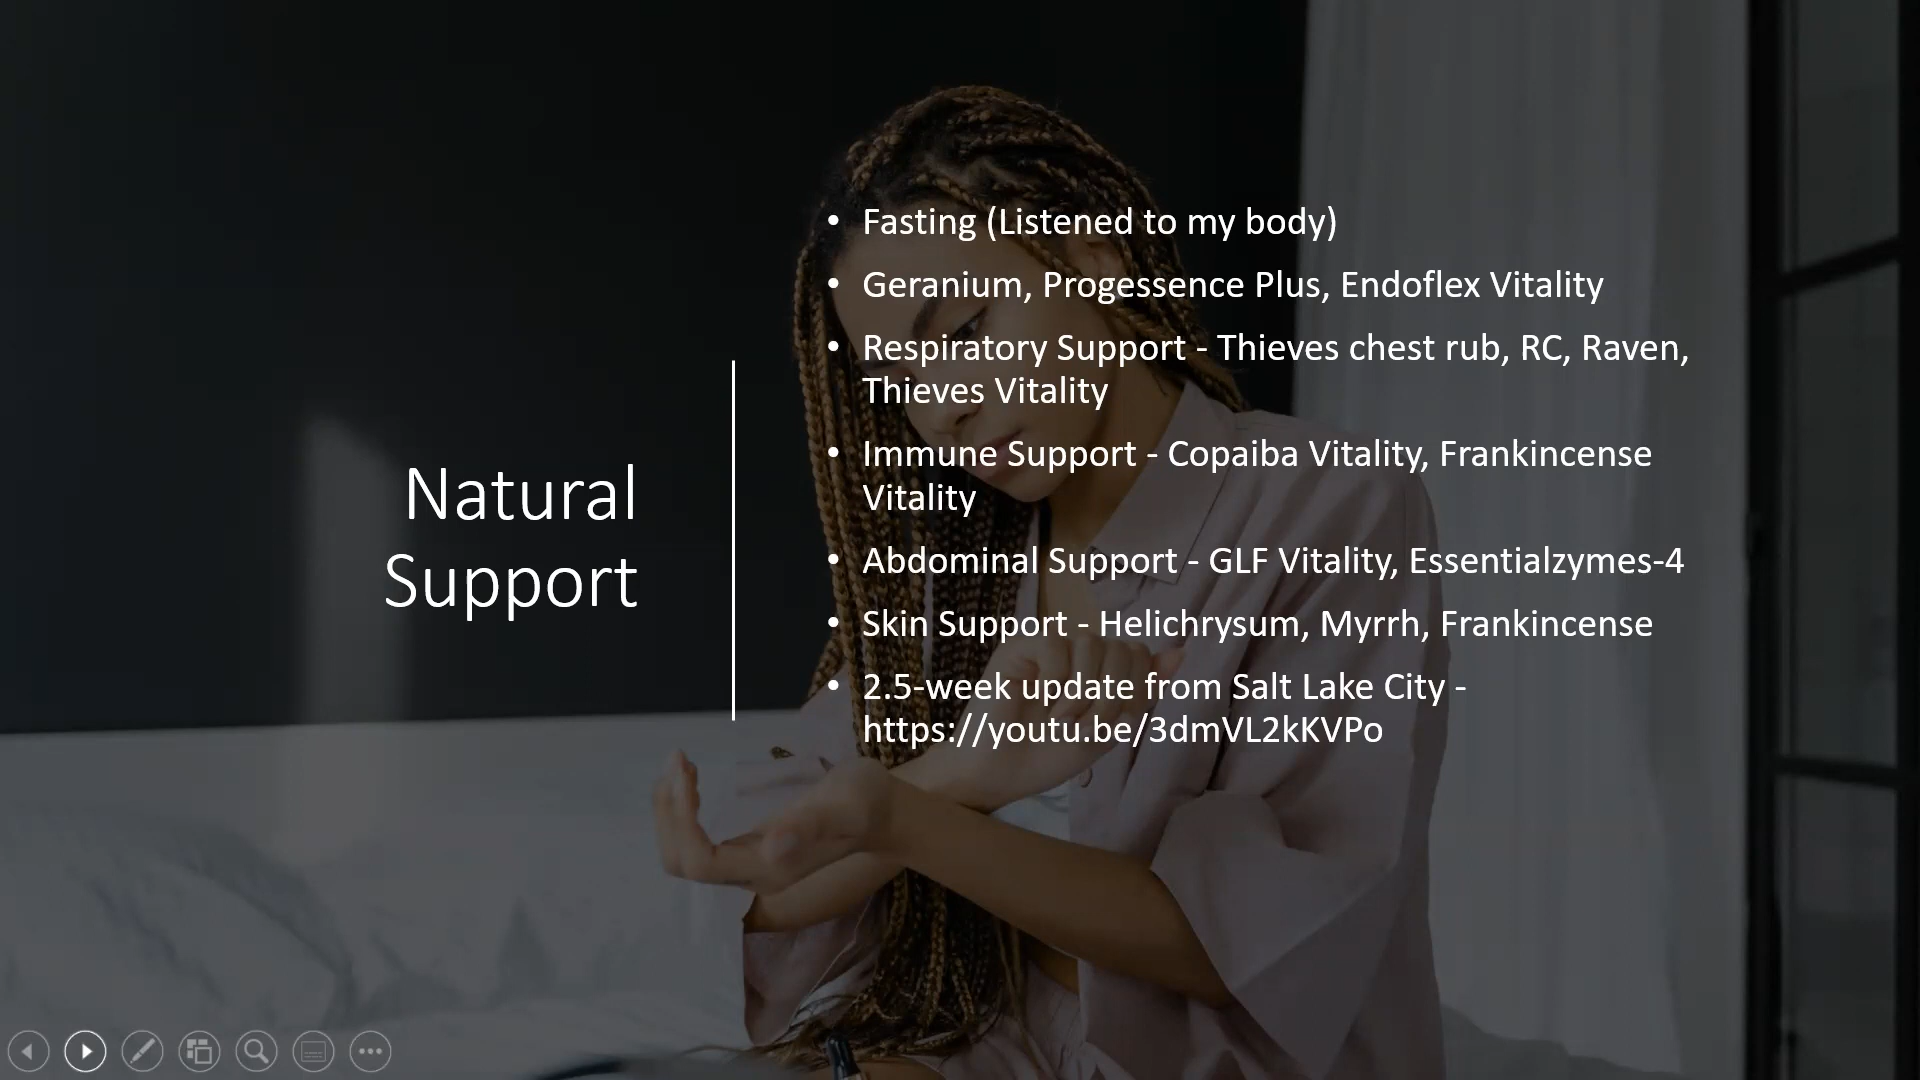 Natural
Support
• Fasting (Listened to my body)
• Geranium, Progessence Plus, Endoflex Vitality
• Respiratory Support - Thieves chest rub, RC, Raven,
Thieves Vitality
• Immune Support - Copaiba Vitality, Frankincense
Vitality
• Abdominal Support - GLF Vitality, Essentialzymes-4
• Skin Support - Helichrysum, Myrrh, Frankincense
• 2.5-week update from Salt Lake City -
https://youtu.be/3dmVL2kKVPo